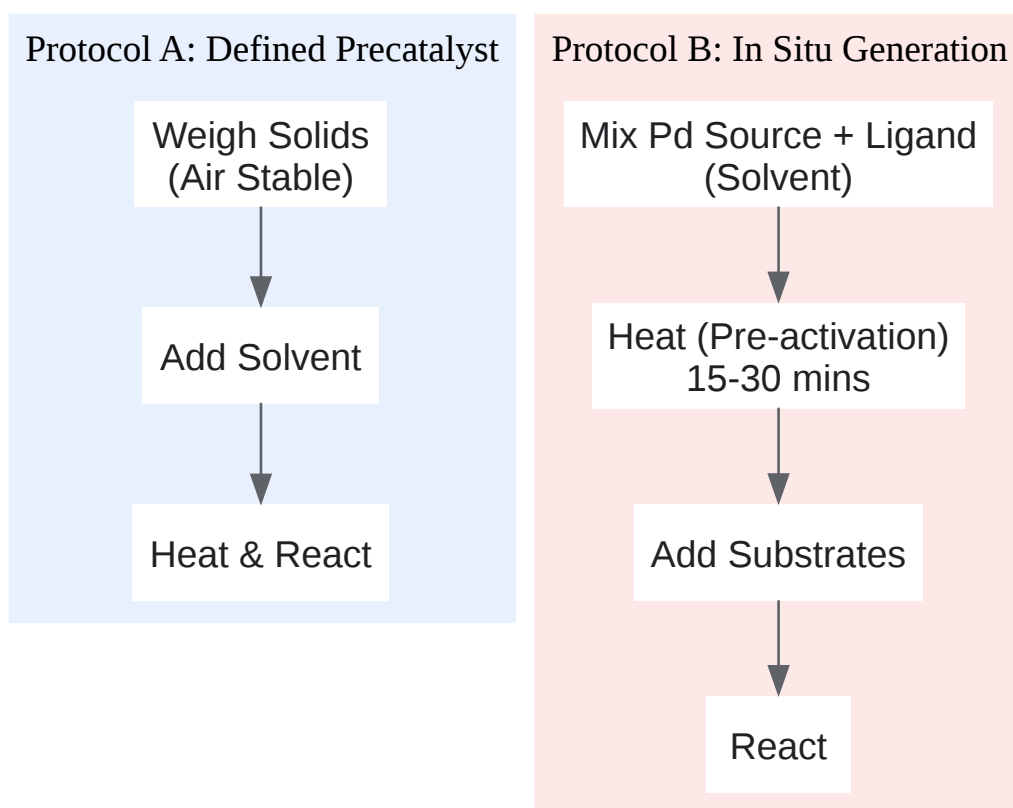 Protocol A: Defined Precatalyst
Weigh Solids
(Air Stable)
Add Solvent
Heat & React
Protocol B: In Situ Generation
Mix Pd Source + Ligand
(Solvent)
Heat (Pre-activation)
15-30 mins
Add Substrates
React